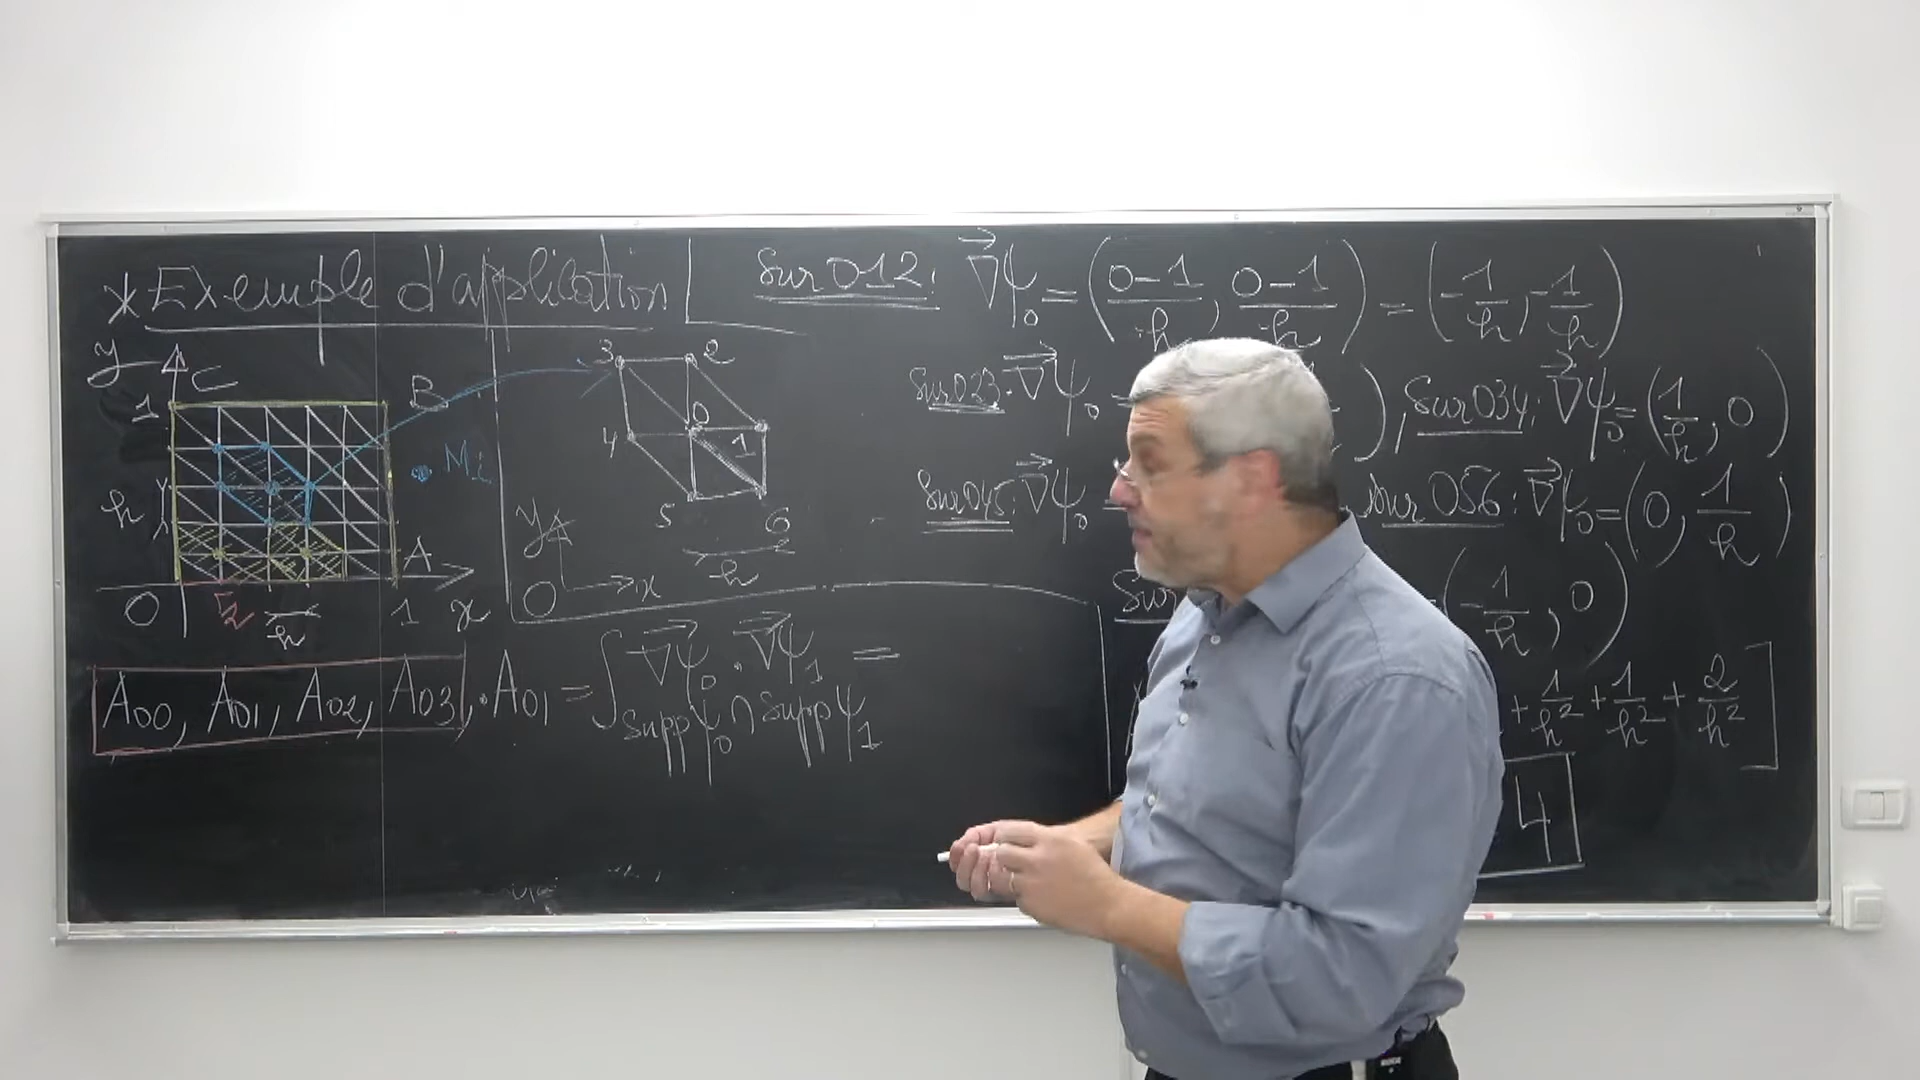 * Exemple d'application
y
C
1
B
• Mi
h
A
0
Γ2
h
1
x
3 2
4 0 1
5 6
h
y
O x
A00, A01, A02, A03 . A01 = ∫ supp ψ0 ∩ supp ψ1 ∇ψ0 . ∇ψ1 =
Sur 012: ∇ψ0 = (0-1/h, 0-1/h) = (-1/h, -1/h)
Sur 023: ∇ψ0 ), Sur 034: ∇ψ0 = (1/h, 0)
Sur 045: ∇ψ0 = Sur 056: ∇ψ0 = (0, 1/h)
Sur (-1/h, 0)
+ 1/h² + 1/h² + 2/h² ]
4